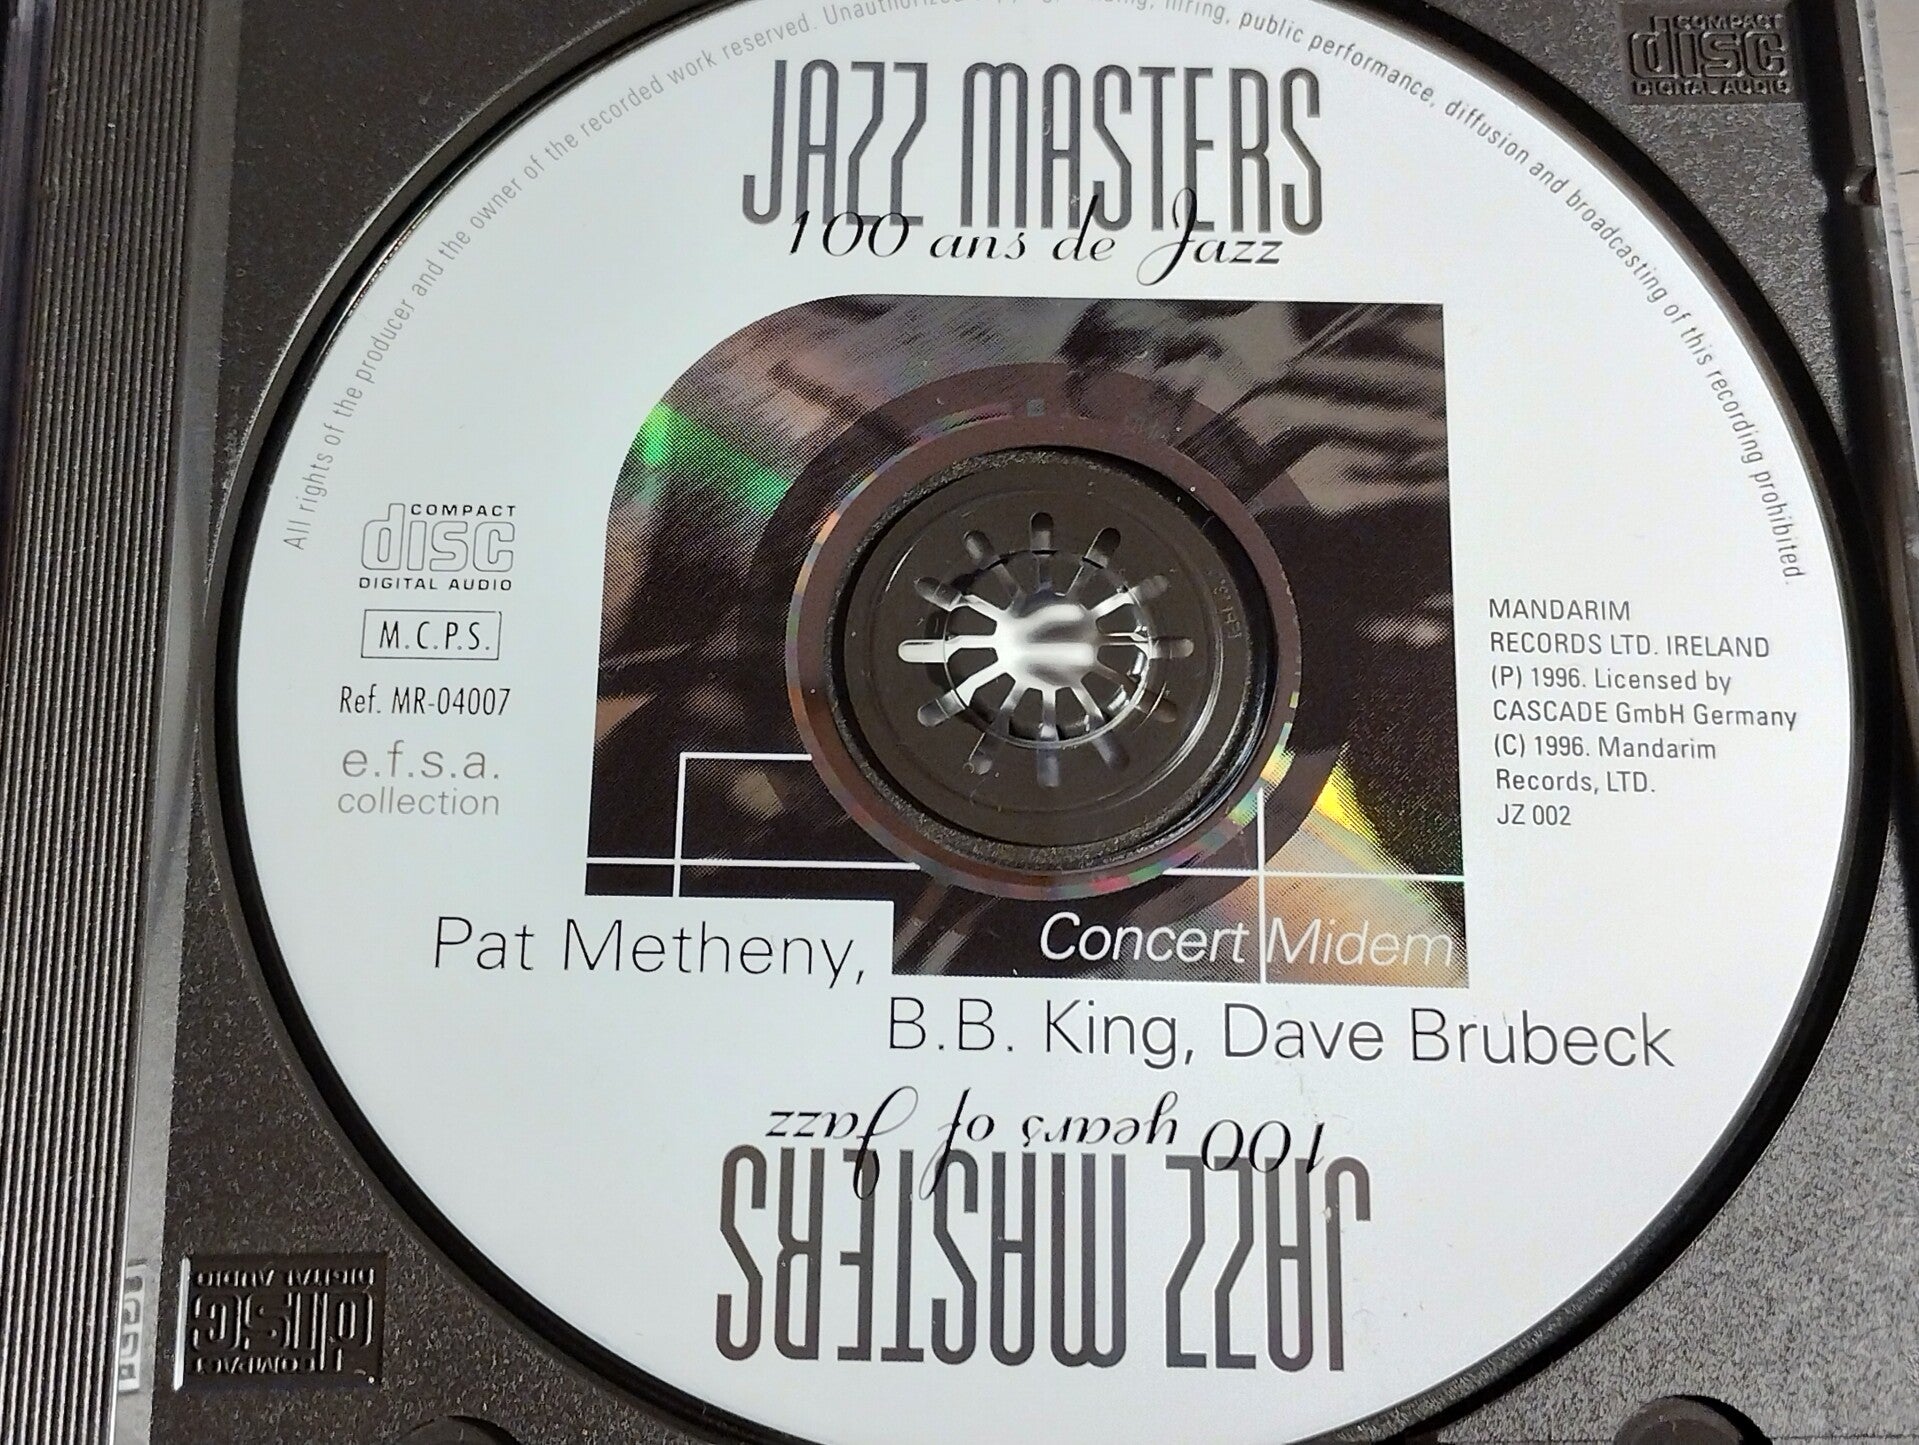 All rights of the producer and the owner of the recorded work reserved. public performance, diffusion and broadcasting of this recording prohibited.
COMPACT
disc
DIGITAL AUDIO
JAZZ MASTERS
100 ans de Jazz
COMPACT
disc
DIGITAL AUDIO
M.C.P.S.
Ref. MR-04007
e.f.s.a.
collection
MANDARIM
RECORDS LTD. IRELAND
(P) 1996. Licensed by
CASCADE GmbH Germany
(C) 1996. Mandarim
Records, LTD.
JZ 002
Concert Midem
Pat Metheny,
B.B. King, Dave Brubeck
100 years of Jazz
JAZZ MASTERS
COMPACT
disc
DIGITAL AUDIO